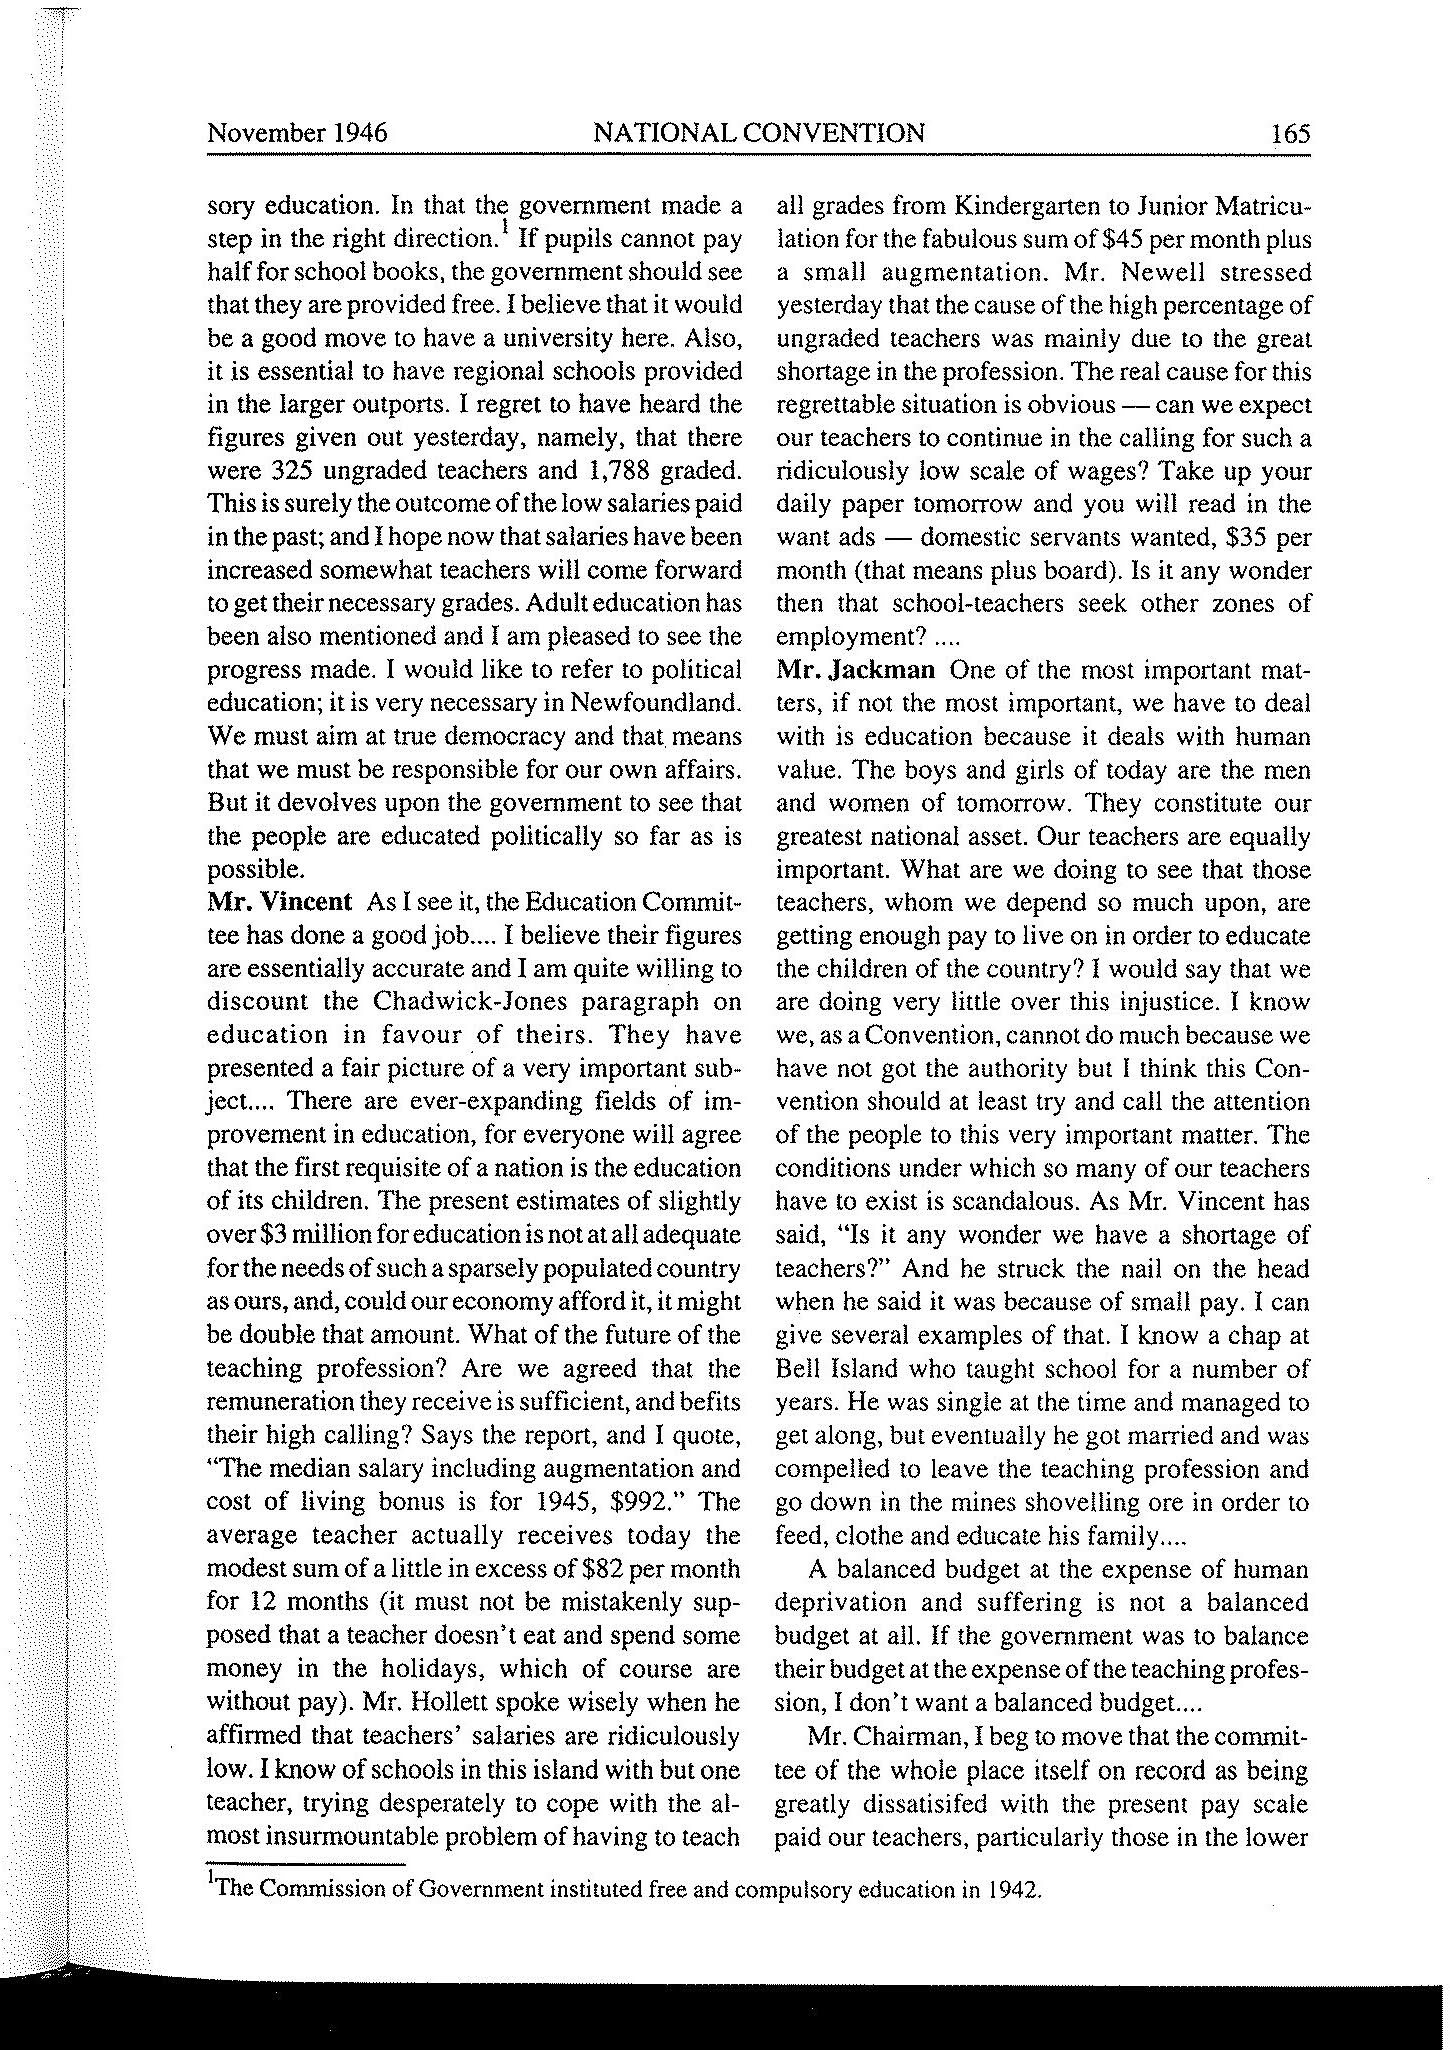 November 1946 NATIONAL CONVENTION 165
sory education. In that the government made a
step in the right direction.¹ If pupils cannot pay
half for school books, the government should see
that they are provided free. I believe that it would
be a good move to have a university here. Also,
it is essential to have regional schools provided
in the larger outports. I regret to have heard the
figures given out yesterday, namely, that there
were 325 ungraded teachers and 1,788 graded.
This is surely the outcome of the low salaries paid
in the past; and I hope now that salaries have been
increased somewhat teachers will come forward
to get their necessary grades. Adult education has
been also mentioned and I am pleased to see the
progress made. I would like to refer to political
education; it is very necessary in Newfoundland.
We must aim at true democracy and that means
that we must be responsible for our own affairs.
But it devolves upon the government to see that
the people are educated politically so far as is
possible.
Mr. Vincent As I see it, the Education Commit-
tee has done a good job.... I believe their figures
are essentially accurate and I am quite willing to
discount the Chadwick-Jones paragraph on
education in favour of theirs. They have
presented a fair picture of a very important sub-
ject.... There are ever-expanding fields of im-
provement in education, for everyone will agree
that the first requisite of a nation is the education
of its children. The present estimates of slightly
over $3 million for education is not at all adequate
for the needs of such a sparsely populated country
as ours, and, could our economy afford it, it might
be double that amount. What of the future of the
teaching profession? Are we agreed that the
remuneration they receive is sufficient, and befits
their high calling? Says the report, and I quote,
"The median salary including augmentation and
cost of living bonus is for 1945, $992." The
average teacher actually receives today the
modest sum of a little in excess of $82 per month
for 12 months (it must not be mistakenly sup-
posed that a teacher doesn't eat and spend some
money in the holidays, which of course are
without pay). Mr. Hollett spoke wisely when he
affirmed that teachers' salaries are ridiculously
low. I know of schools in this island with but one
teacher, trying desperately to cope with the al-
most insurmountable problem of having to teach
all grades from Kindergarten to Junior Matricu-
lation for the fabulous sum of $45 per month plus
a small augmentation. Mr. Newell stressed
yesterday that the cause of the high percentage of
ungraded teachers was mainly due to the great
shortage in the profession. The real cause for this
regrettable situation is obvious — can we expect
our teachers to continue in the calling for such a
ridiculously low scale of wages? Take up your
daily paper tomorrow and you will read in the
want ads — domestic servants wanted, $35 per
month (that means plus board). Is it any wonder
then that school-teachers seek other zones of
employment? ....
Mr. Jackman One of the most important mat-
ters, if not the most important, we have to deal
with is education because it deals with human
value. The boys and girls of today are the men
and women of tomorrow. They constitute our
greatest national asset. Our teachers are equally
important. What are we doing to see that those
teachers, whom we depend so much upon, are
getting enough pay to live on in order to educate
the children of the country? I would say that we
are doing very little over this injustice. I know
we, as a Convention, cannot do much because we
have not got the authority but I think this Con-
vention should at least try and call the attention
of the people to this very important matter. The
conditions under which so many of our teachers
have to exist is scandalous. As Mr. Vincent has
said, "Is it any wonder we have a shortage of
teachers?" And he struck the nail on the head
when he said it was because of small pay. I can
give several examples of that. I know a chap at
Bell Island who taught school for a number of
years. He was single at the time and managed to
get along, but eventually he got married and was
compelled to leave the teaching profession and
go down in the mines shovelling ore in order to
feed, clothe and educate his family....
A balanced budget at the expense of human
deprivation and suffering is not a balanced
budget at all. If the government was to balance
their budget at the expense of the teaching profes-
sion, I don't want a balanced budget....
Mr. Chairman, I beg to move that the commit-
tee of the whole place itself on record as being
greatly dissatisifed with the present pay scale
paid our teachers, particularly those in the lower
¹The Commission of Government instituted free and compulsory education in 1942.